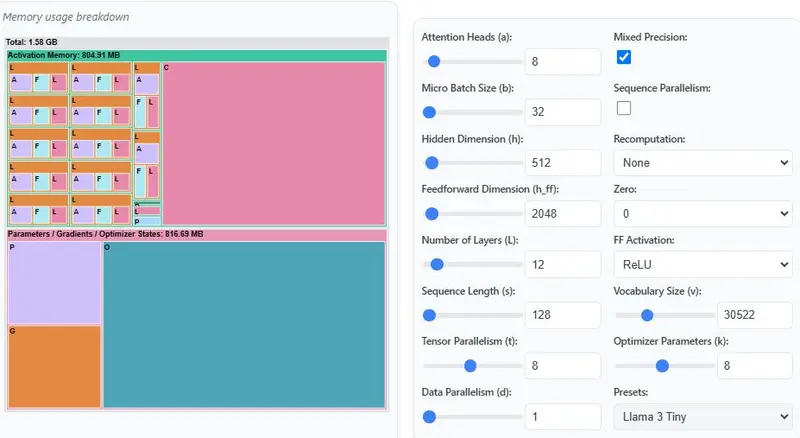 Memory usage breakdown
Total: 1.58 GB
Activation Memory: 804.91 MB
L L L C
A F L A F L A
L L F L
A F L A F L
L L L
A F L A F L A
L L F L
A F L A F L
L L
A F L A F L L
P
Parameters / Gradients / Optimizer States: 816.69 MB
P O
G
Attention Heads (a): Mixed Precision:
8
Micro Batch Size (b): Sequence Parallelism:
32
Hidden Dimension (h): Recomputation:
512 None
Feedforward Dimension (h_ff): Zero:
2048 0
Number of Layers (L): FF Activation:
12 ReLU
Sequence Length (s): Vocabulary Size (v):
128 30522
Tensor Parallelism (t): Optimizer Parameters (k):
8 8
Data Parallelism (d): Presets:
1 Llama 3 Tiny